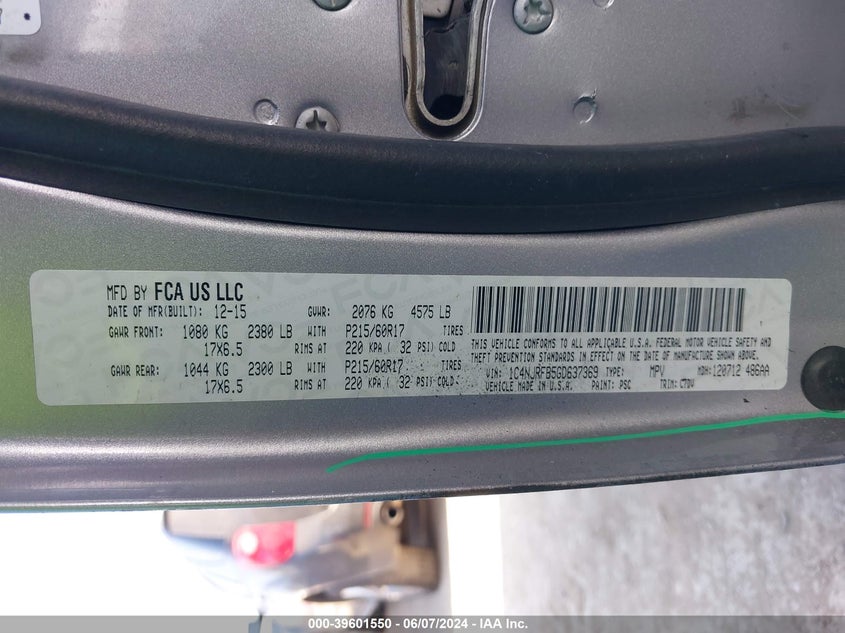 MFD BY FCA US LLC
DATE OF MFR(BUILT): 12-15 GVWR: 2076 KG 4575 LB
GAWR FRONT: 1080 KG 2380 LB WITH P215/60R17 TIRES
17X6.5 RIMS AT 220 KPA ( 32 PSI) COLD
GAWR REAR: 1044 KG 2300 LB WITH P215/60R17 TIRES
17X6.5 RIMS AT 220 KPA ( 32 PSI) COLD
THIS VEHICLE CONFORMS TO ALL APPLICABLE U.S.A. FEDERAL MOTOR VEHICLE SAFETY AND
THEFT PREVENTION STANDARDS IN EFFECT ON THE DATE OF MANUFACTURE SHOWN ABOVE.
VIN: 1C4NJRFB5GD637369 TYPE: MPV MDH: 120712 486AA
VEHICLE MADE IN U.S.A. PAINT: PSC TRIM: CTDV
000-39601550 - 06/07/2024 - IAA Inc.